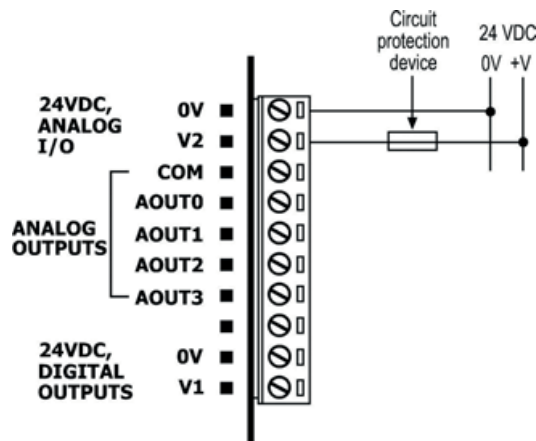 Circuit
protection
device
24 VDC
0V +V
24VDC,
ANALOG
I/O
0V
V2
COM
AOUT0
ANALOG
OUTPUTS
AOUT1
AOUT2
AOUT3
24VDC,
DIGITAL
OUTPUTS
0V
V1